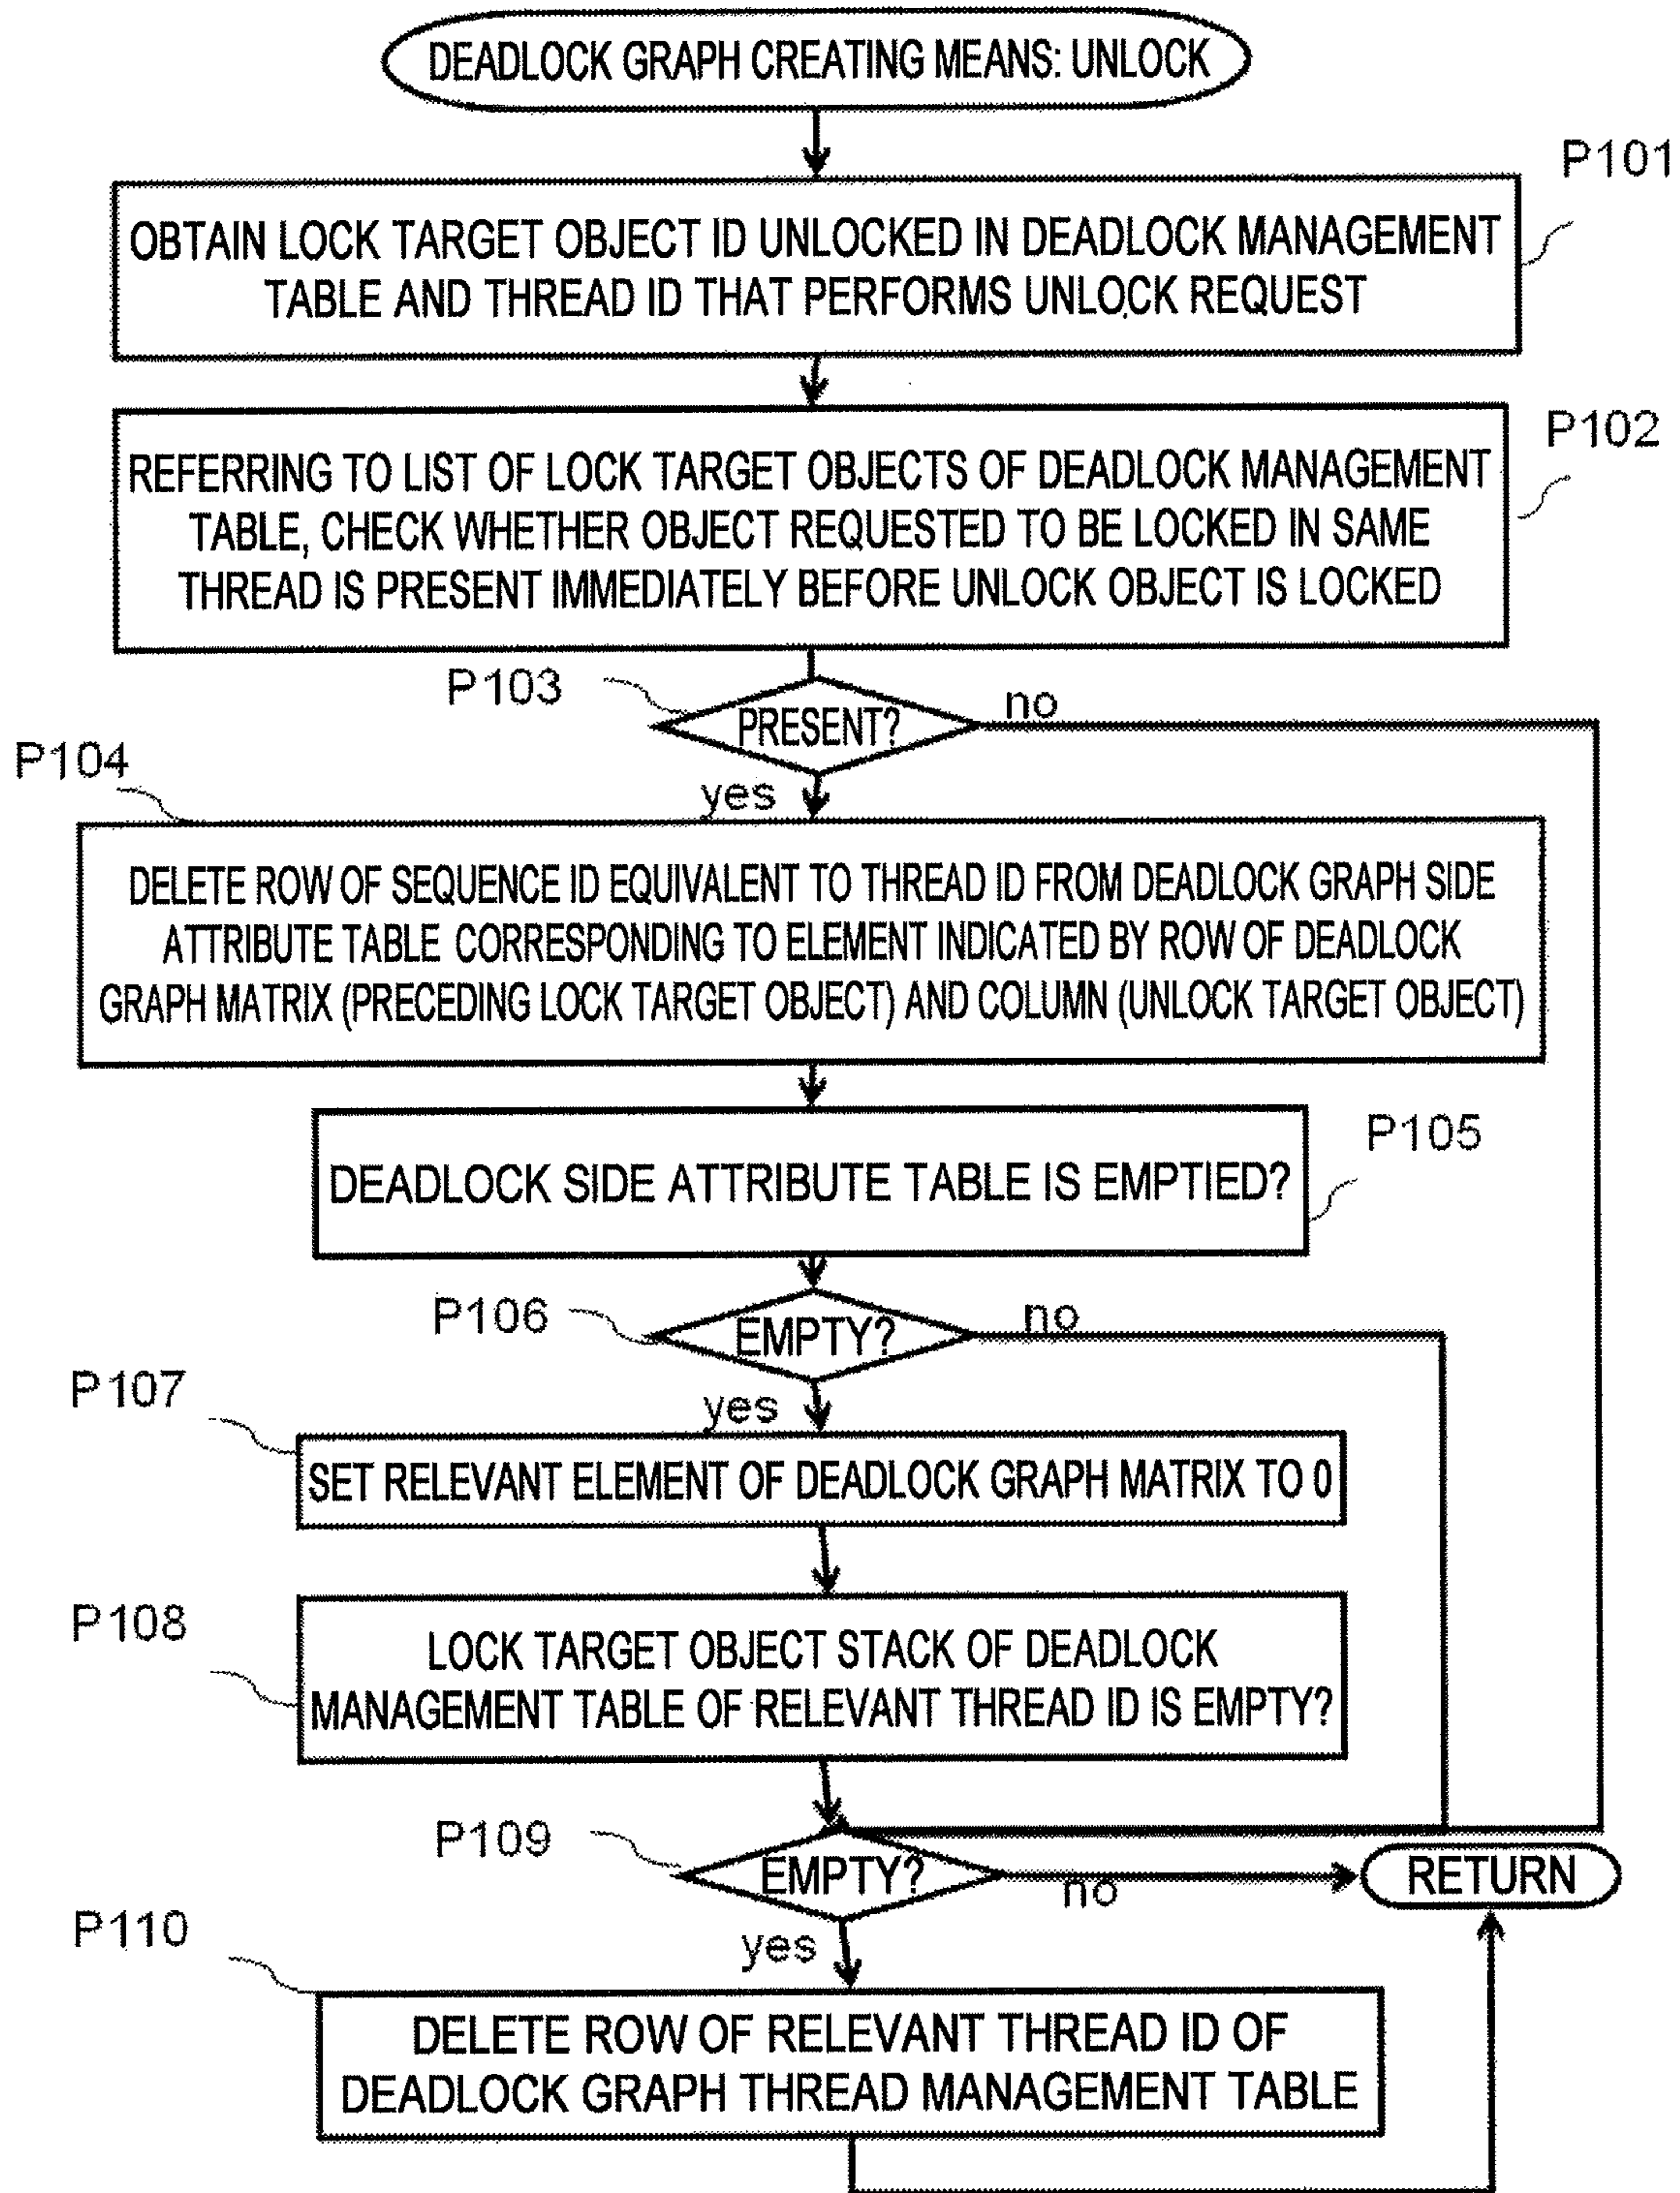 DEADLOCK GRAPH CREATING MEANS: UNLOCK
P101
OBTAIN LOCK TARGET OBJECT ID UNLOCKED IN DEADLOCK MANAGEMENT
TABLE AND THREAD ID THAT PERFORMS UNLOCK REQUEST
P102
REFERRING TO LIST OF LOCK TARGET OBJECTS OF DEADLOCK MANAGEMENT
TABLE, CHECK WHETHER OBJECT REQUESTED TO BE LOCKED IN SAME
THREAD IS PRESENT IMMEDIATELY BEFORE UNLOCK OBJECT IS LOCKED
P103
PRESENT?
no
yes
P104
DELETE ROW OF SEQUENCE ID EQUIVALENT TO THREAD ID FROM DEADLOCK GRAPH SIDE
ATTRIBUTE TABLE CORRESPONDING TO ELEMENT INDICATED BY ROW OF DEADLOCK
GRAPH MATRIX (PRECEDING LOCK TARGET OBJECT) AND COLUMN (UNLOCK TARGET OBJECT)
P105
DEADLOCK SIDE ATTRIBUTE TABLE IS EMPTIED?
P106
EMPTY?
no
yes
P107
SET RELEVANT ELEMENT OF DEADLOCK GRAPH MATRIX TO 0
P108
LOCK TARGET OBJECT STACK OF DEADLOCK
MANAGEMENT TABLE OF RELEVANT THREAD ID IS EMPTY?
P109
EMPTY?
no
RETURN
yes
P110
DELETE ROW OF RELEVANT THREAD ID OF
DEADLOCK GRAPH THREAD MANAGEMENT TABLE